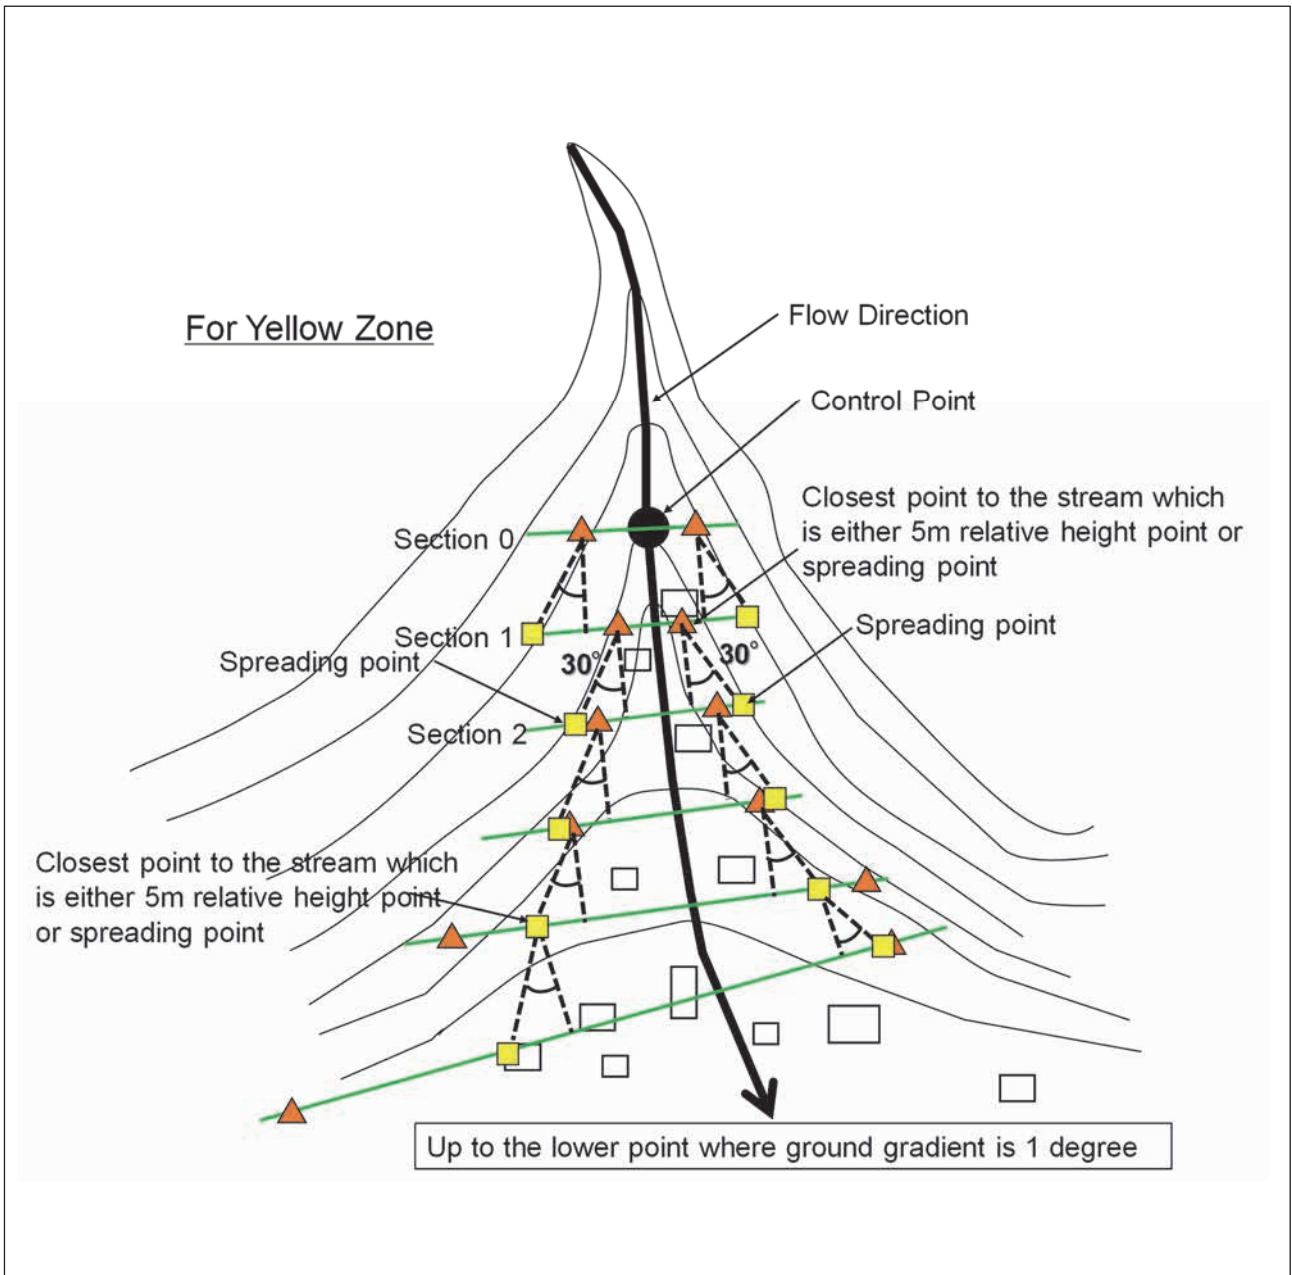 Flow Direction
For Yellow Zone
Control Point
Closest point to the stream which
is either 5m relative height point or
spreading point
Section 0
Section 1
Spreading point
30°
30°
Spreading point
Section 2
Closest point to the stream which
is either 5m relative height point
or spreading point
Up to the lower point where ground gradient is 1 degree